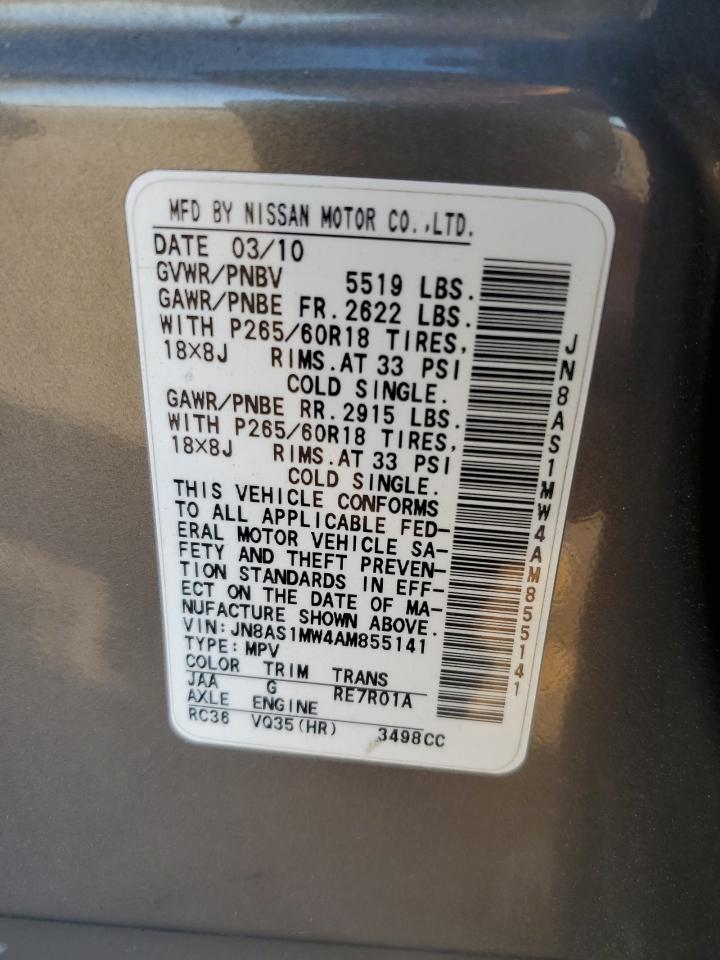 MFD BY NISSAN MOTOR CO.,LTD.
DATE 03/10
GVWR/PNBV 5519 LBS.
GAWR/PNBE FR.2622 LBS.
WITH P265/60R18 TIRES,
18×8J RIMS.AT 33 PSI
COLD SINGLE.
GAWR/PNBE RR.2915 LBS.
WITH P265/60R18 TIRES,
18×8J RIMS.AT 33 PSI
COLD SINGLE.
THIS VEHICLE CONFORMS
TO ALL APPLICABLE FED-
ERAL MOTOR VEHICLE SA-
FETY AND THEFT PREVEN-
TION STANDARDS IN EFF-
ECT ON THE DATE OF MA-
NUFACTURE SHOWN ABOVE.
VIN:JN8AS1MW4AM855141
TYPE:MPV
COLOR TRIM TRANS
JAA G RE7R01A
AXLE ENGINE
RC36 VQ35(HR) 3498CC
JN8AS1MW4AM855141